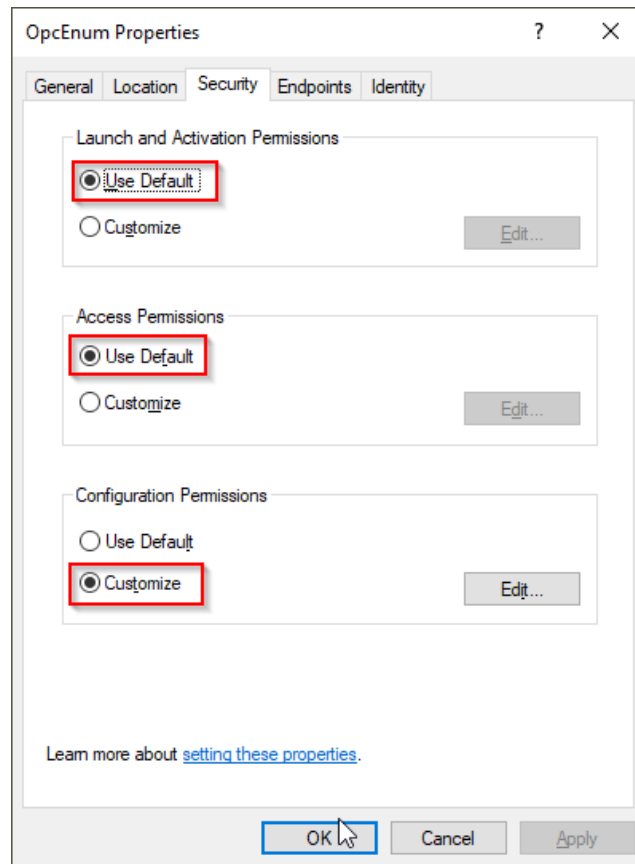 OpcEnum Properties ? ✕
General Location Security Endpoints Identity
Launch and Activation Permissions
Use Default
Customize
Edit...
Access Permissions
Use Default
Customize
Edit...
Configuration Permissions
Use Default
Customize
Edit...
Learn more about setting these properties.
OK Cancel Apply